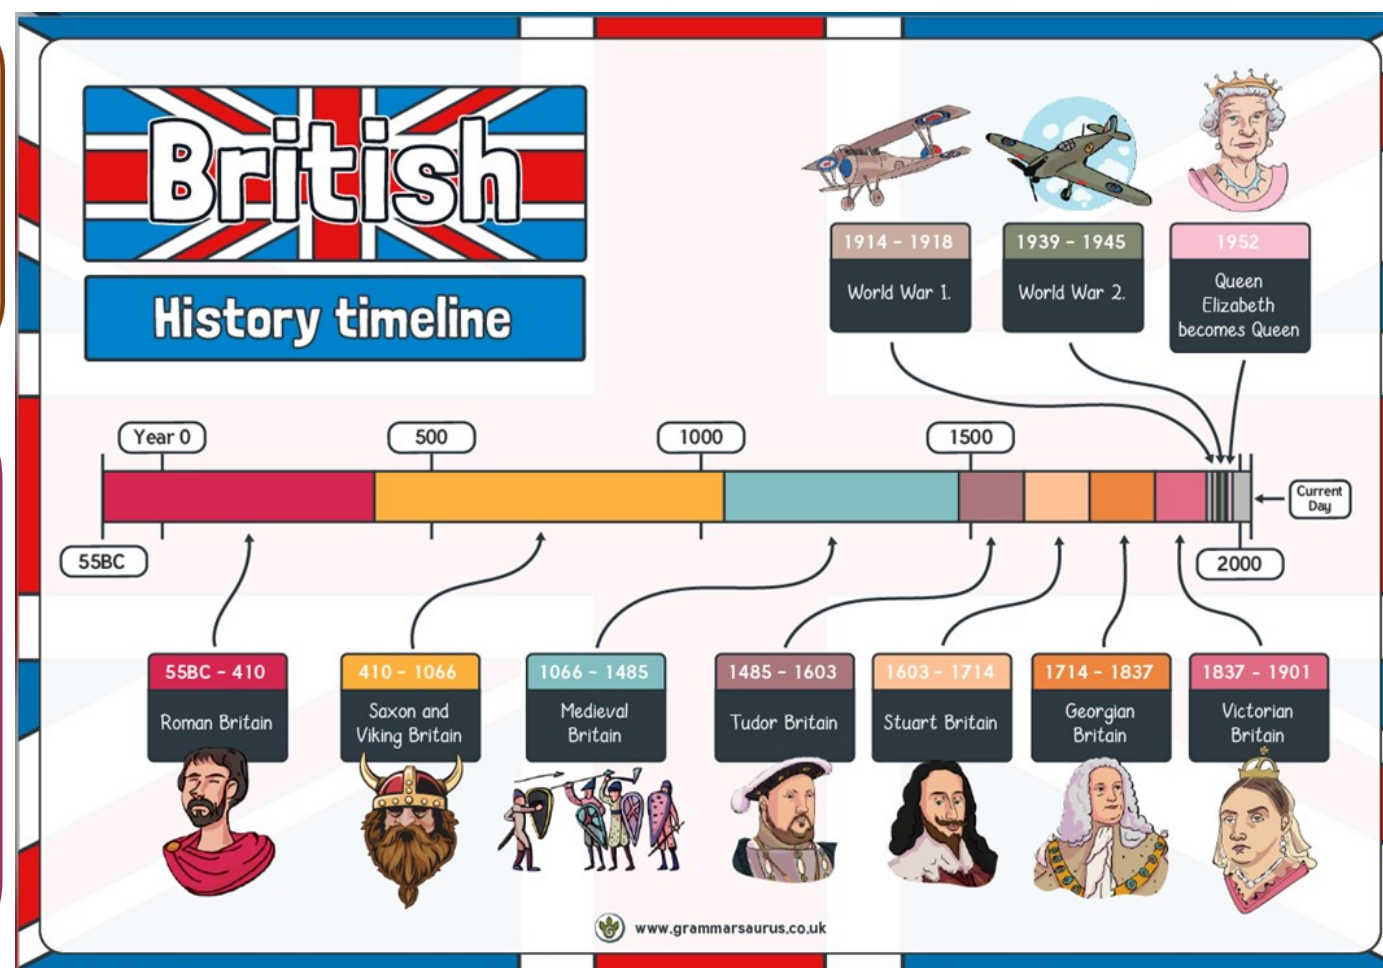 British
History timeline
1914 – 1918
World War 1.
1939 – 1945
World War 2.
1952
Queen
Elizabeth
becomes Queen
Year 0
500
1000
1500
Current
Day
55BC
2000
55BC – 410
Roman Britain
410 – 1066
Saxon and
Viking Britain
1066 – 1485
Medieval
Britain
1485 – 1603
Tudor Britain
1603 – 1714
Stuart Britain
1714 – 1837
Georgian
Britain
1837 – 1901
Victorian
Britain
G
www.grammarsaurus.co.uk